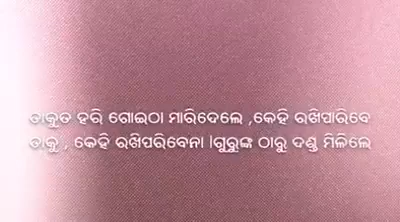 ତାକୁତ ହରି ଗୋଇଠା ମାରିଦେଲେ ,କେହି ରଖିପାରିବେ
ତାକୁ , କେହି ରଖିପରିବେନା ।ଗୁରୁଙ୍କ ଠାରୁ ଦଣ୍ଡ ମିଳିଲେ